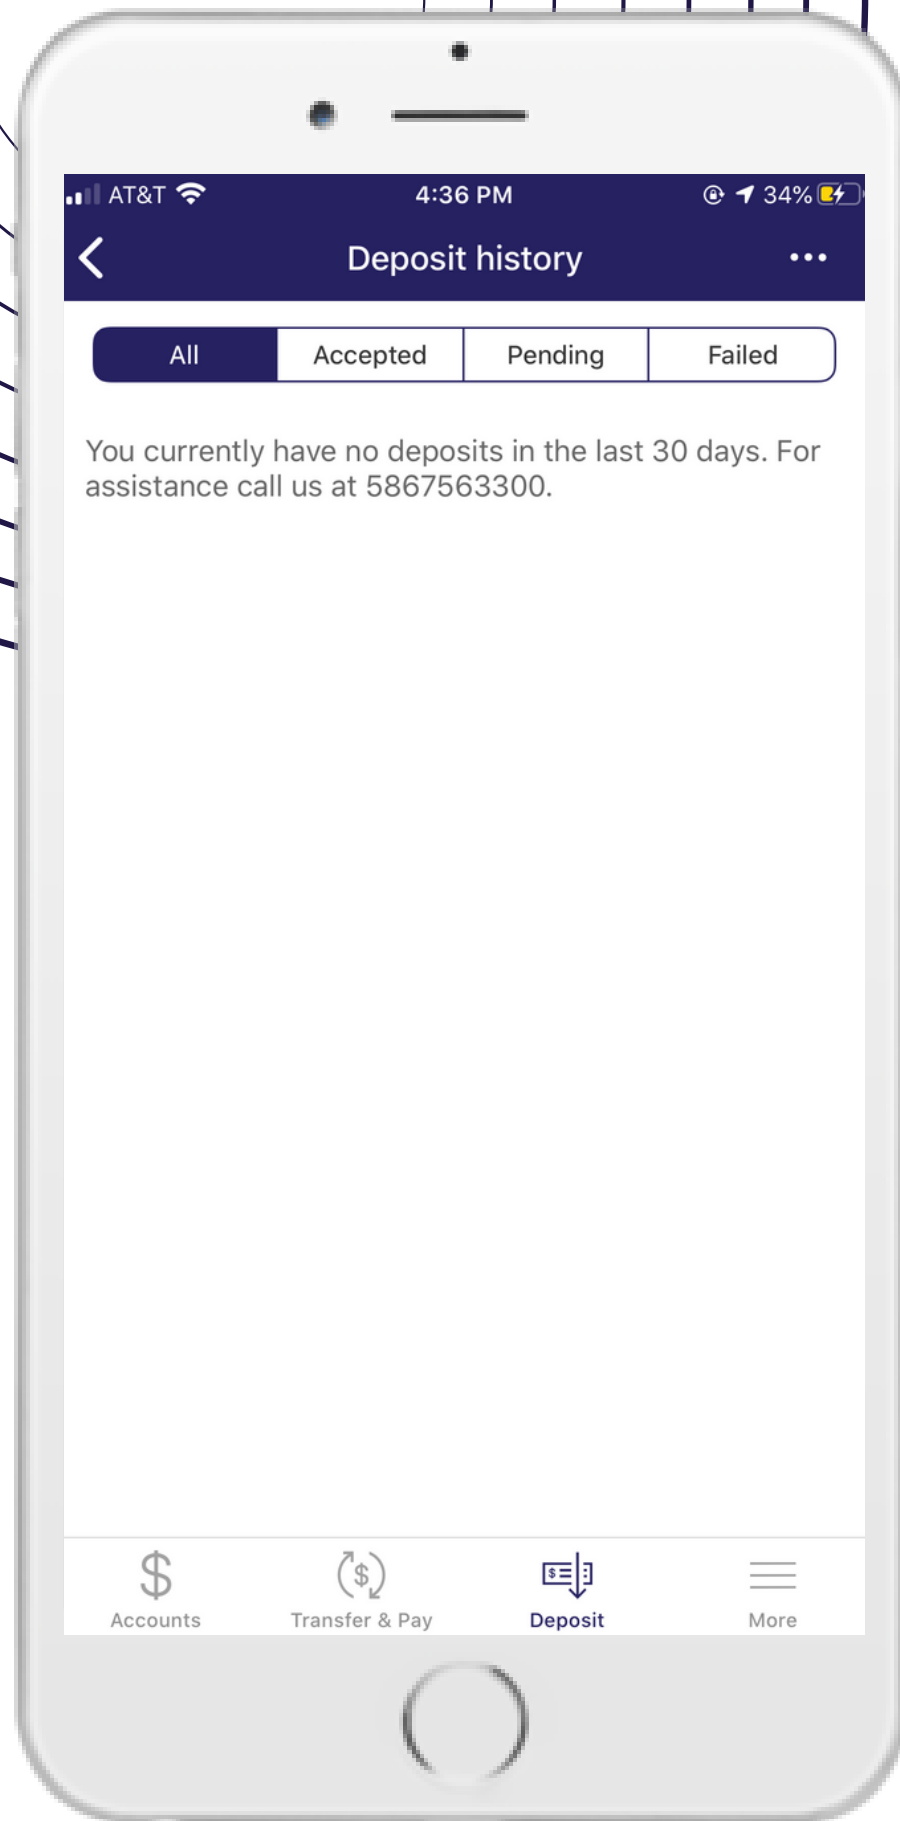 AT&T 4:36 PM 34%
Deposit history
All Accepted Pending Failed
You currently have no deposits in the last 30 days. For
assistance call us at 5867563300.
$ $ $
Accounts Transfer & Pay Deposit More